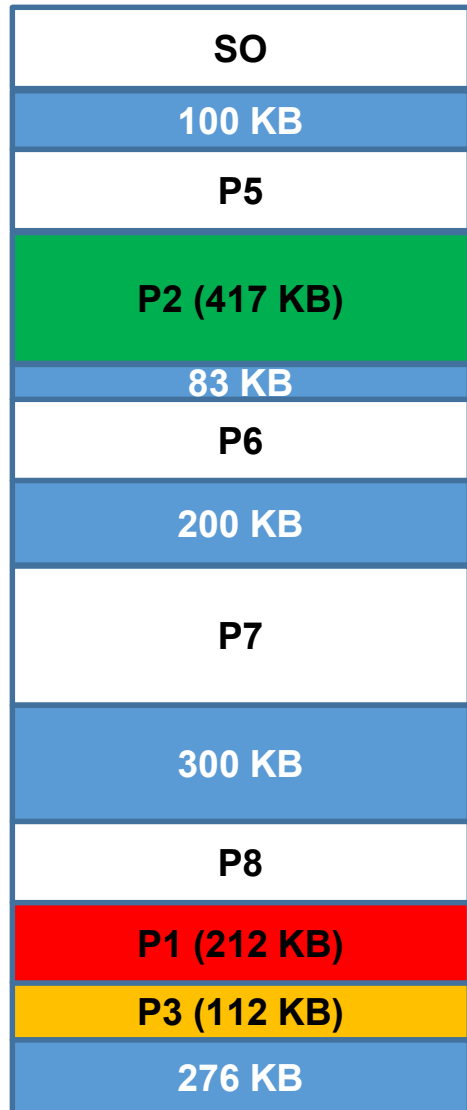 SO
100 KB
P5
P2 (417 KB)
83 KB
P6
200 KB
P7
300 KB
P8
P1 (212 KB)
P3 (112 KB)
276 KB